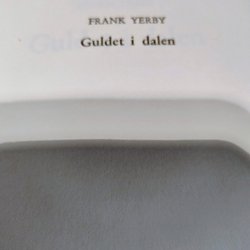 FRANK YERBY
Guldet i dalen